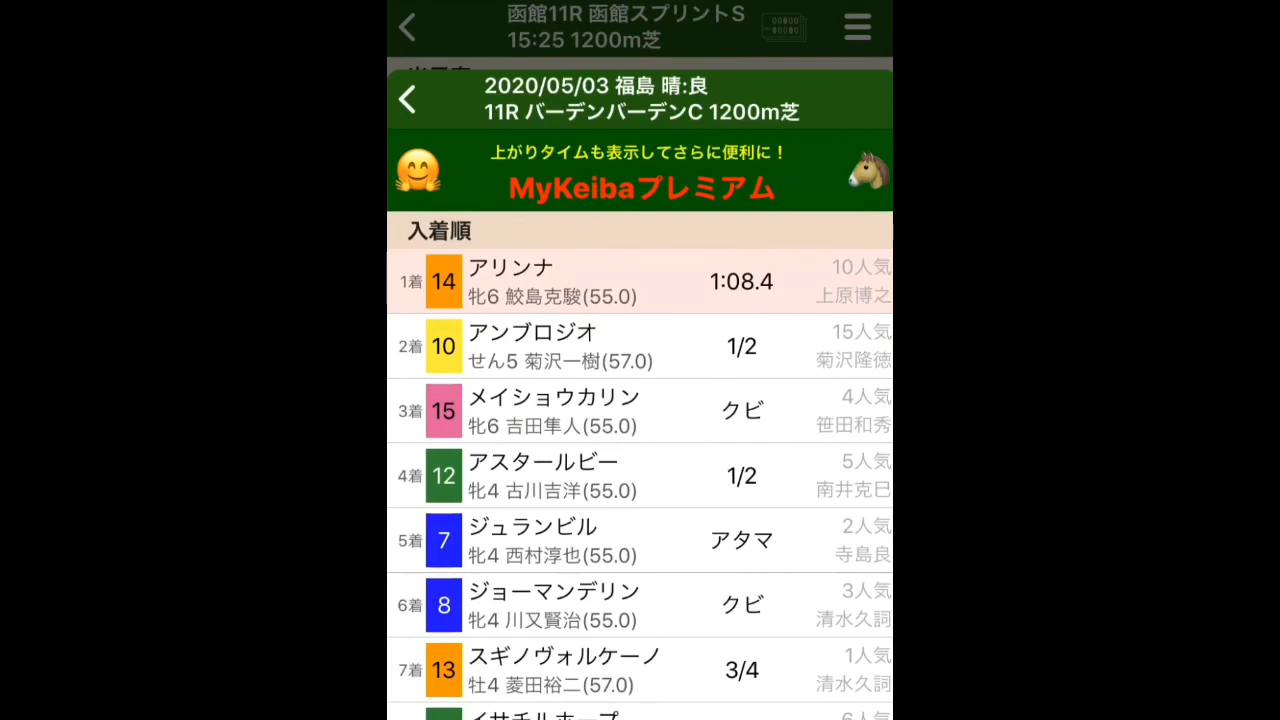 函館11R 函館スプリントS
15:25 1200m芝
2020/05/03 福島 晴:良
11R バーデンバーデンC 1200m芝
上がりタイムも表示してさらに便利に！
MyKeibaプレミアム
入着順
1着 14 アリンナ 1:08.4 10人気
牝6 鮫島克駿(55.0) 上原博之
2着 10 アンブロジオ 1/2 15人気
せん5 菊沢一樹(57.0) 菊沢隆徳
3着 15 メイショウカリン クビ 4人気
牝6 吉田隼人(55.0) 笹田和秀
4着 12 アスタールビー 1/2 5人気
牝4 古川吉洋(55.0) 南井克巳
5着 7 ジュランビル アタマ 2人気
牝4 西村淳也(55.0) 寺島良
6着 8 ジョーマンデリン クビ 3人気
牝4 川又賢治(55.0) 清水久詞
7着 13 スギノヴォルケーノ 3/4 1人気
牡4 菱田裕二(57.0) 清水久詞